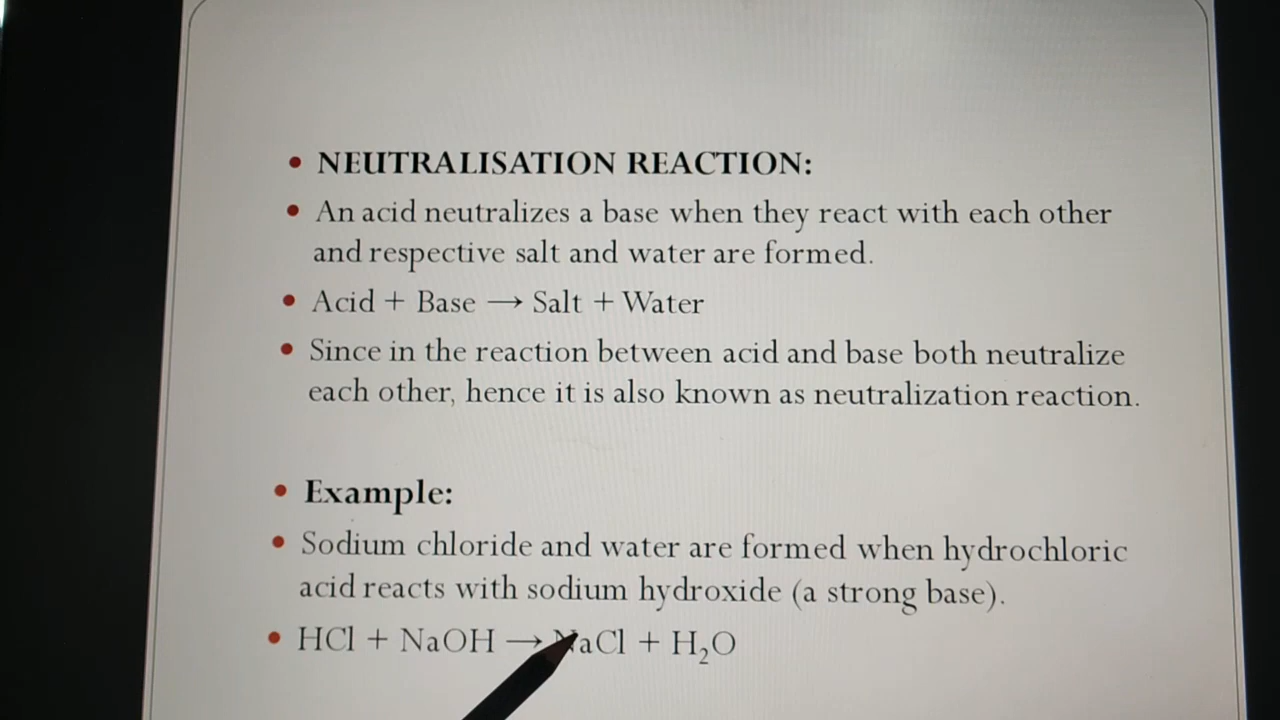 • NEUTRALISATION REACTION:
• An acid neutralizes a base when they react with each other
and respective salt and water are formed.
• Acid + Base → Salt + Water
• Since in the reaction between acid and base both neutralize
each other, hence it is also known as neutralization reaction.
• Example:
• Sodium chloride and water are formed when hydrochloric
acid reacts with sodium hydroxide (a strong base).
• HCl + NaOH → NaCl + H₂O